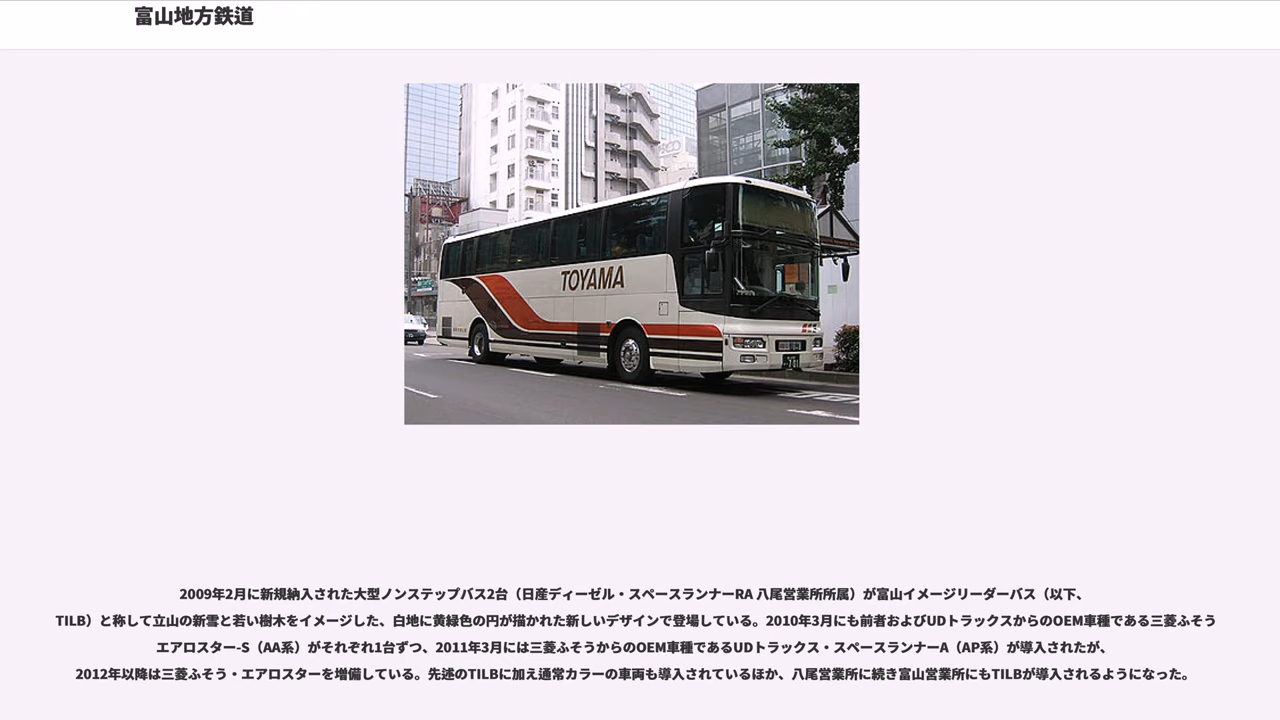 富山地方鉄道
TOYAMA
2009年2月に新規納入された大型ノンステップバス2台（日産ディーゼル・スペースランナーRA 八尾営業所所属）が富山イメージリーダーバス（以下、
TILB）と称して立山の新雪と若い樹木をイメージした、白地に黄緑色の円が描かれた新しいデザインで登場している。2010年3月にも前者およびUDトラックスからのOEM車種である三菱ふそう
エアロスター-S（AA系）がそれぞれ1台ずつ、2011年3月には三菱ふそうからのOEM車種であるUDトラックス・スペースランナーA（AP系）が導入されたが、
2012年以降は三菱ふそう・エアロスターを増備している。先述のTILBに加え通常カラーの車両も導入されているほか、八尾営業所に続き富山営業所にもTILBが導入されるようになった。